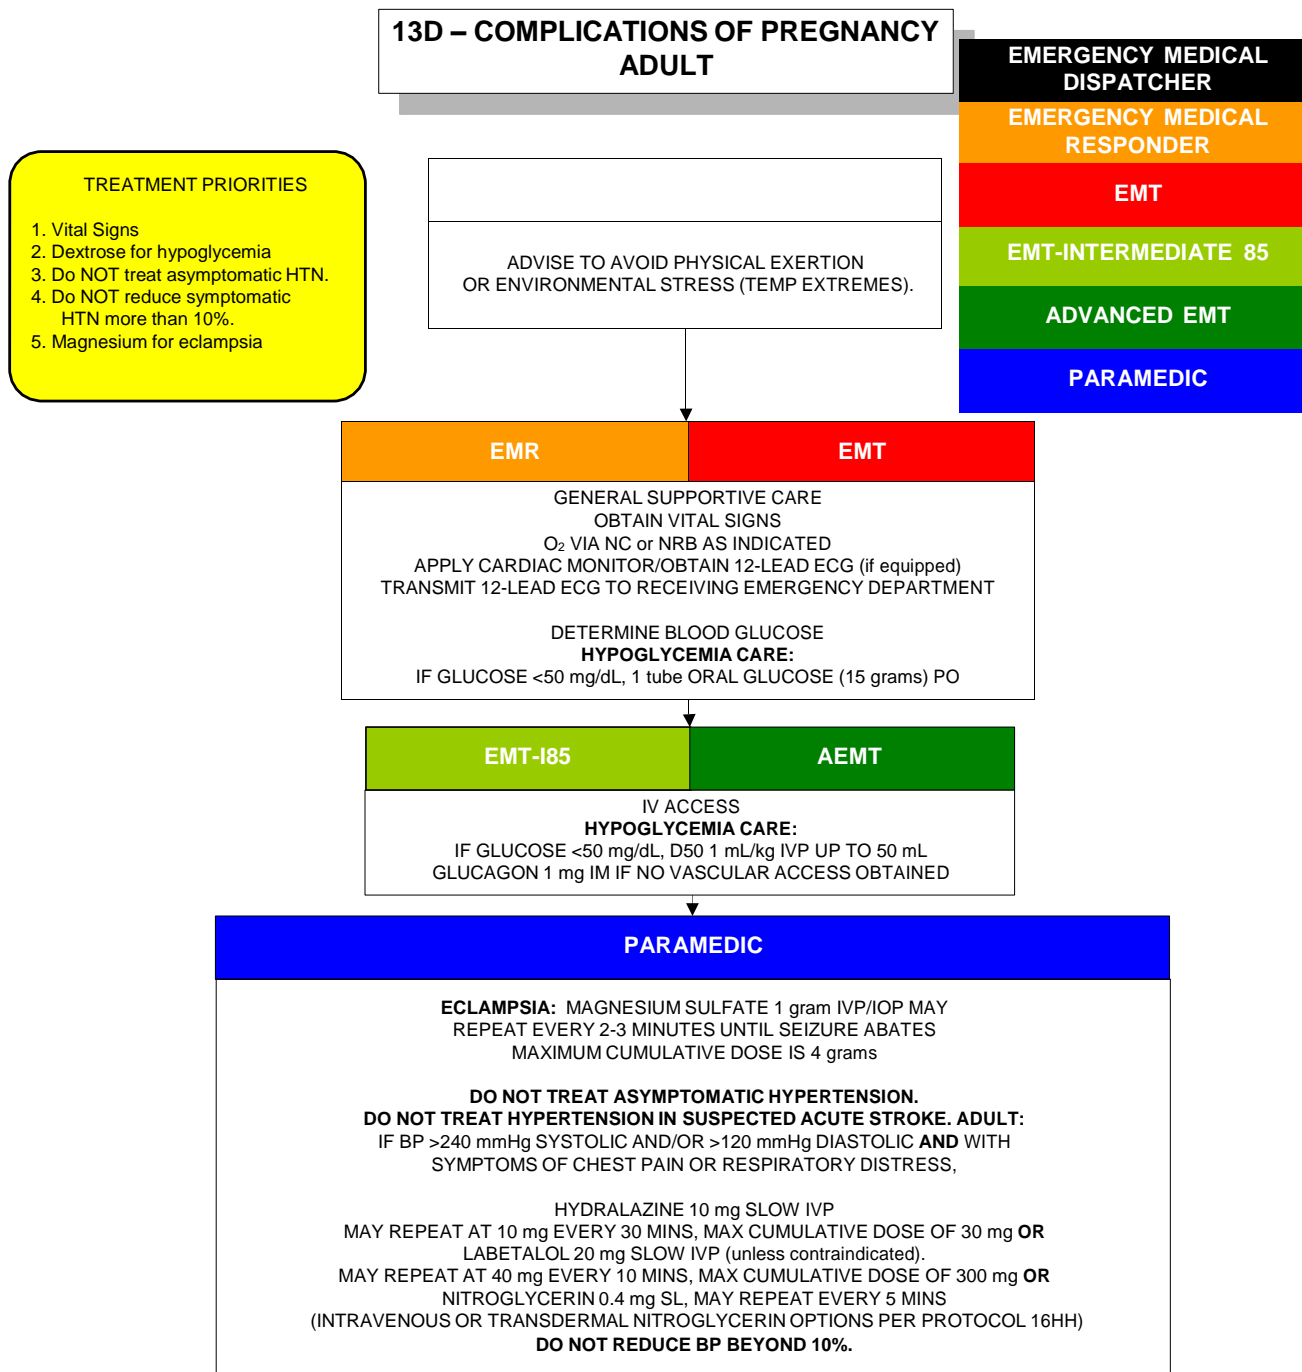 13D – COMPLICATIONS OF PREGNANCY
ADULT
EMERGENCY MEDICAL
DISPATCHER
EMERGENCY MEDICAL
RESPONDER
EMT
EMT-INTERMEDIATE 85
ADVANCED EMT
PARAMEDIC
TREATMENT PRIORITIES
1. Vital Signs
2. Dextrose for hypoglycemia
3. Do NOT treat asymptomatic HTN.
4. Do NOT reduce symptomatic
HTN more than 10%.
5. Magnesium for eclampsia
ADVISE TO AVOID PHYSICAL EXERTION
OR ENVIRONMENTAL STRESS (TEMP EXTREMES).
EMR
EMT
GENERAL SUPPORTIVE CARE
OBTAIN VITAL SIGNS
O₂ VIA NC or NRB AS INDICATED
APPLY CARDIAC MONITOR/OBTAIN 12-LEAD ECG (if equipped)
TRANSMIT 12-LEAD ECG TO RECEIVING EMERGENCY DEPARTMENT
DETERMINE BLOOD GLUCOSE
HYPOGLYCEMIA CARE:
IF GLUCOSE <50 mg/dL, 1 tube ORAL GLUCOSE (15 grams) PO
EMT-I85
AEMT
IV ACCESS
HYPOGLYCEMIA CARE:
IF GLUCOSE <50 mg/dL, D50 1 mL/kg IVP UP TO 50 mL
GLUCAGON 1 mg IM IF NO VASCULAR ACCESS OBTAINED
PARAMEDIC
ECLAMPSIA: MAGNESIUM SULFATE 1 gram IVP/IOP MAY
REPEAT EVERY 2-3 MINUTES UNTIL SEIZURE ABATES
MAXIMUM CUMULATIVE DOSE IS 4 grams
DO NOT TREAT ASYMPTOMATIC HYPERTENSION.
DO NOT TREAT HYPERTENSION IN SUSPECTED ACUTE STROKE. ADULT:
IF BP >240 mmHg SYSTOLIC AND/OR >120 mmHg DIASTOLIC AND WITH
SYMPTOMS OF CHEST PAIN OR RESPIRATORY DISTRESS,
HYDRALAZINE 10 mg SLOW IVP
MAY REPEAT AT 10 mg EVERY 30 MINS, MAX CUMULATIVE DOSE OF 30 mg OR
LABETALOL 20 mg SLOW IVP (unless contraindicated).
MAY REPEAT AT 40 mg EVERY 10 MINS, MAX CUMULATIVE DOSE OF 300 mg OR
NITROGLYCERIN 0.4 mg SL, MAY REPEAT EVERY 5 MINS
(INTRAVENOUS OR TRANSDERMAL NITROGLYCERIN OPTIONS PER PROTOCOL 16HH)
DO NOT REDUCE BP BEYOND 10%.